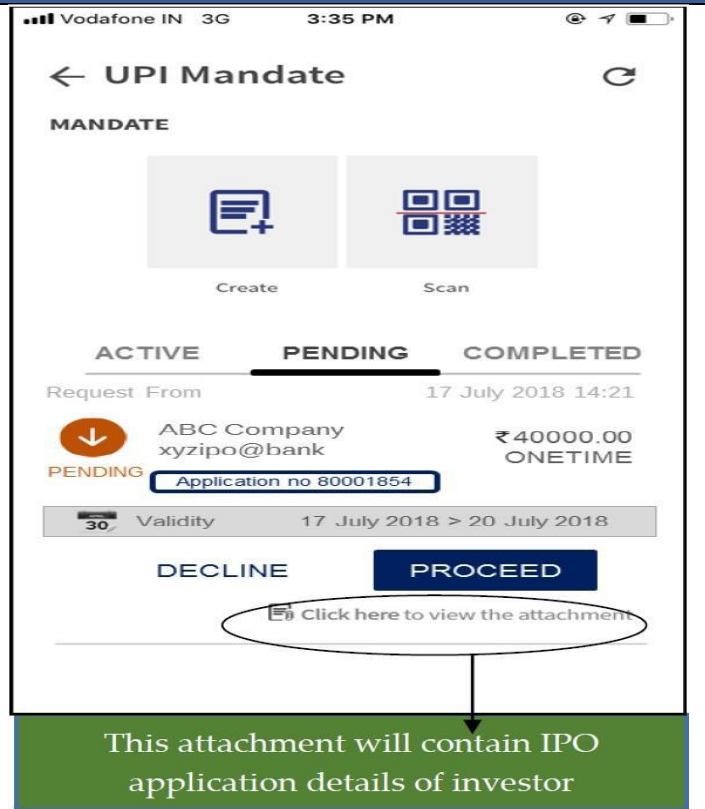 Vodafone IN 3G 3:35 PM
← UPI Mandate
MANDATE
Create Scan
ACTIVE PENDING COMPLETED
Request From 17 July 2018 14:21
ABC Company ₹40000.00
xyzipo@bank ONETIME
PENDING
Application no 80001854
30 Validity 17 July 2018 > 20 July 2018
DECLINE PROCEED
Click here to view the attachment
This attachment will contain IPO
application details of investor